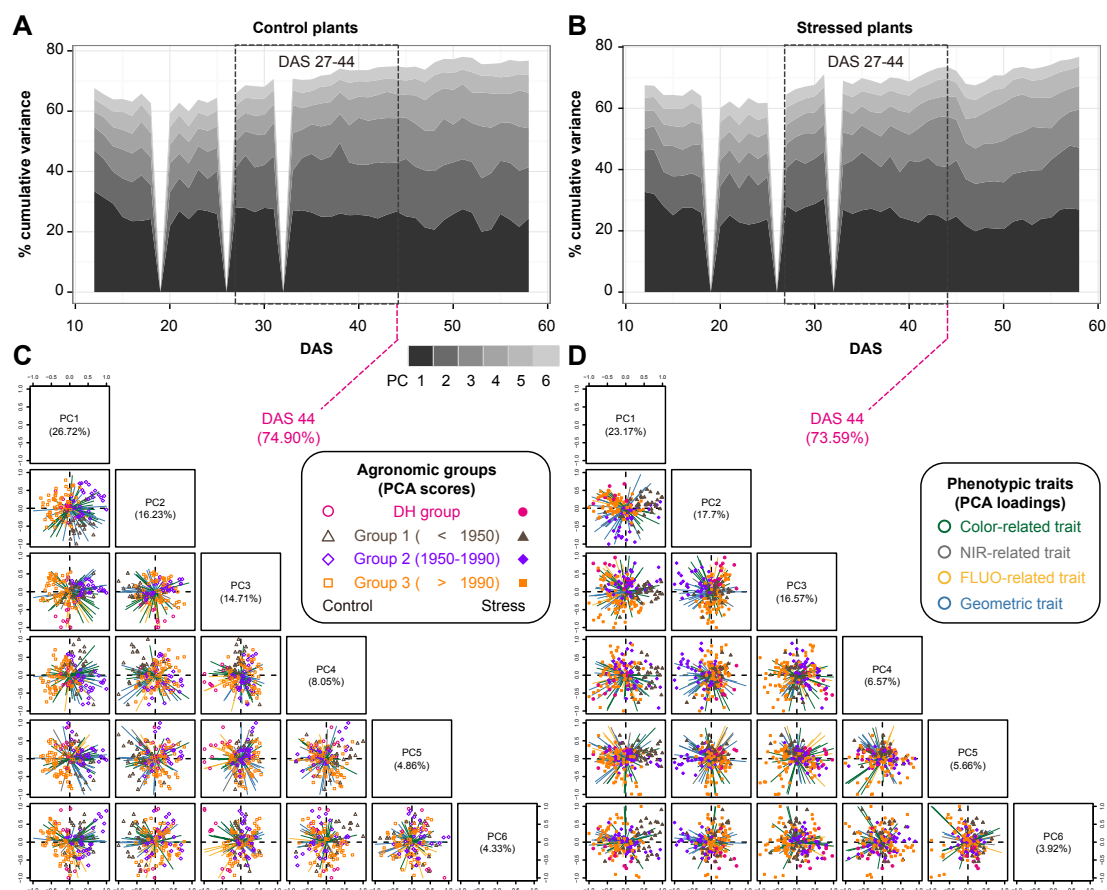 A
Control plants
% cumulative variance
80
60
40
20
0
DAS 27-44
10 20 30 40 50 60
DAS
B
Stressed plants
% cumulative variance
80
60
40
20
0
DAS 27-44
10 20 30 40 50 60
DAS
PC 1 2 3 4 5 6
C
DAS 44
(74.90%)
PC1
(26.72%)
PC2
(16.23%)
PC3
(14.71%)
PC4
(8.05%)
PC5
(4.86%)
PC6
(4.33%)
Agronomic groups
(PCA scores)
DH group
Group 1 ( < 1950)
Group 2 (1950-1990)
Group 3 ( > 1990)
Control Stress
D
DAS 44
(73.59%)
PC1
(23.17%)
PC2
(17.7%)
PC3
(16.57%)
PC4
(6.57%)
PC5
(5.66%)
PC6
(3.92%)
Phenotypic traits
(PCA loadings)
Color-related trait
NIR-related trait
FLUO-related trait
Geometric trait